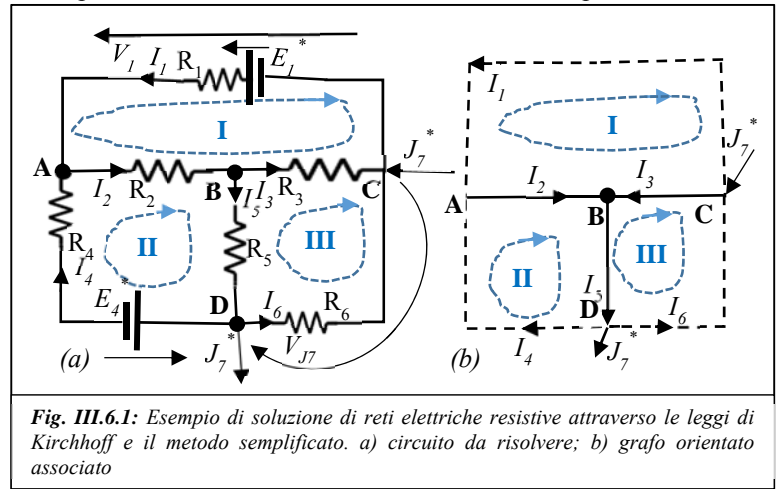 V1 I1 R1 E1*
I
A I2 R2 B I3 R3 C J7*
I5
II III
R4 R5
I4
E4* D I6 R6
(a) J7* VJ7
I1
I
J7*
I2 I3
A B C
II III
I5
D
I4 J7* I6
(b)
Fig. III.6.1: Esempio di soluzione di reti elettriche resistive attraverso le leggi di
Kirchhoff e il metodo semplificato. a) circuito da risolvere; b) grafo orientato
associato